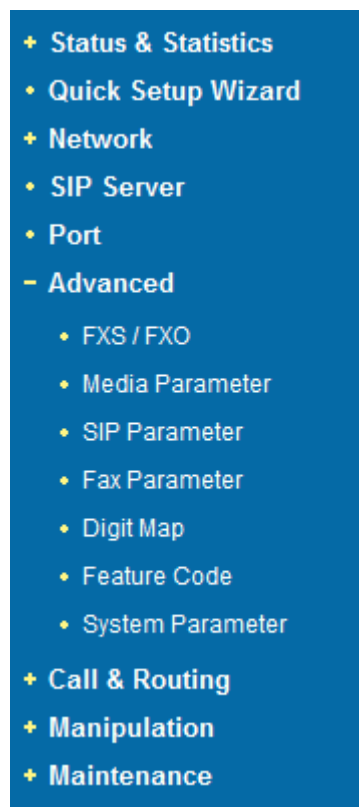 + Status & Statistics
• Quick Setup Wizard
+ Network
• SIP Server
• Port
− Advanced
• FXS / FXO
• Media Parameter
• SIP Parameter
• Fax Parameter
• Digit Map
• Feature Code
• System Parameter
+ Call & Routing
+ Manipulation
+ Maintenance